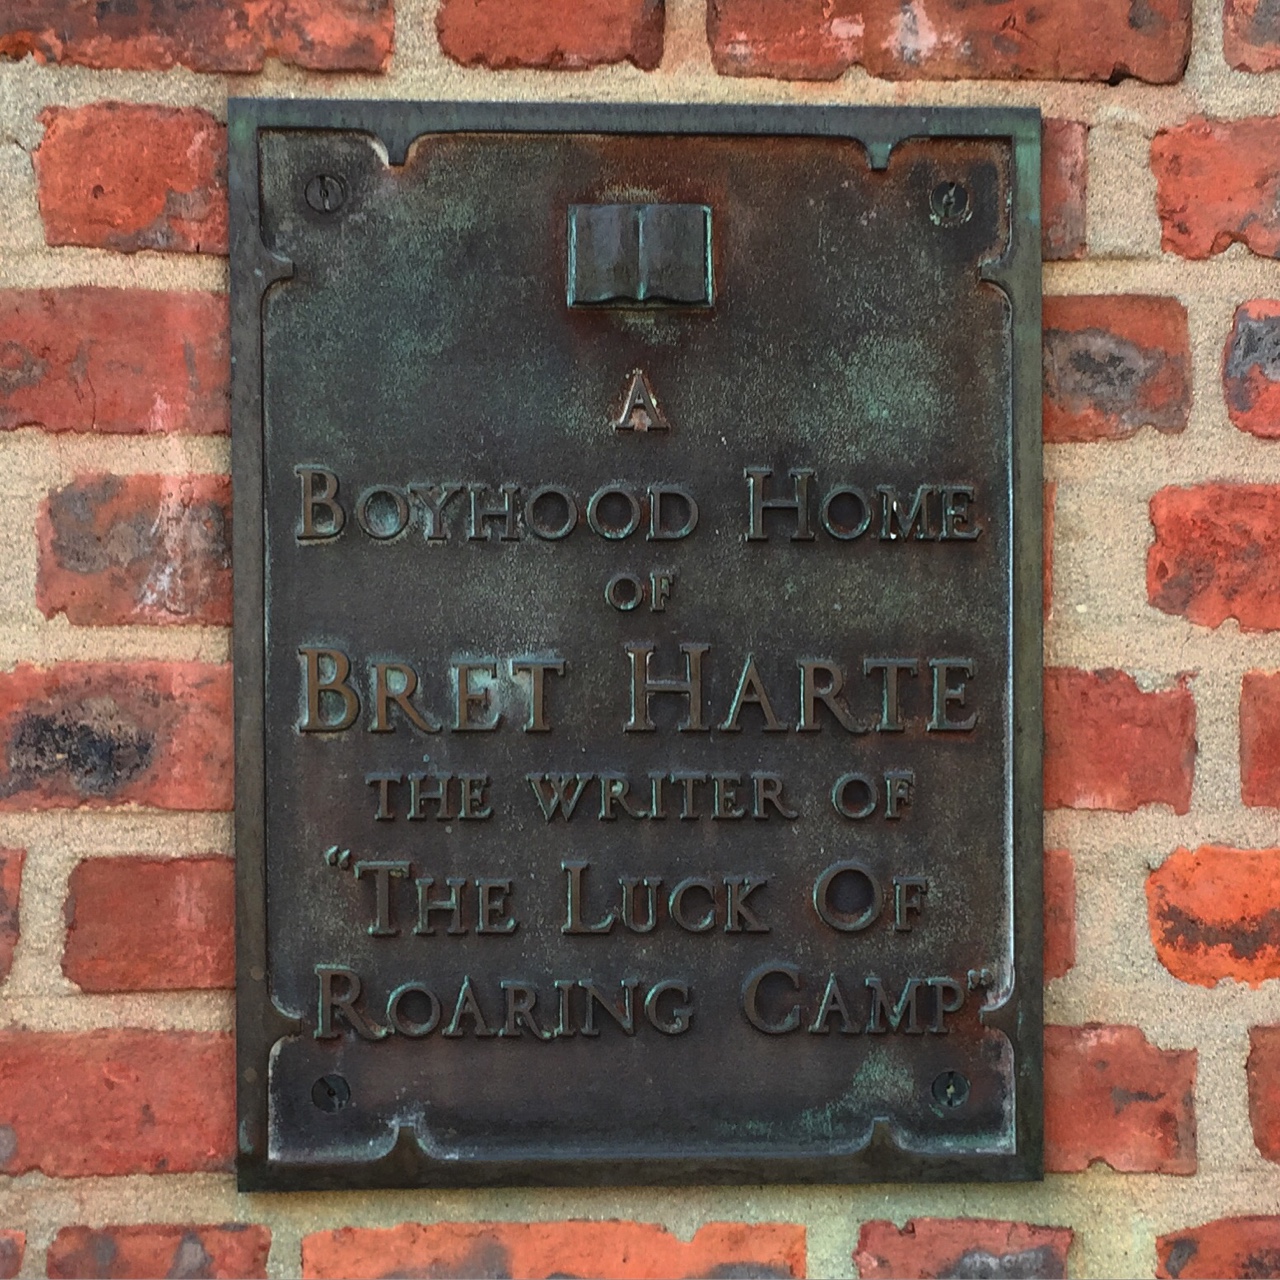 A
BOYHOOD HOME
OF
BRET HARTE
THE WRITER OF
“THE LUCK OF
ROARING CAMP”